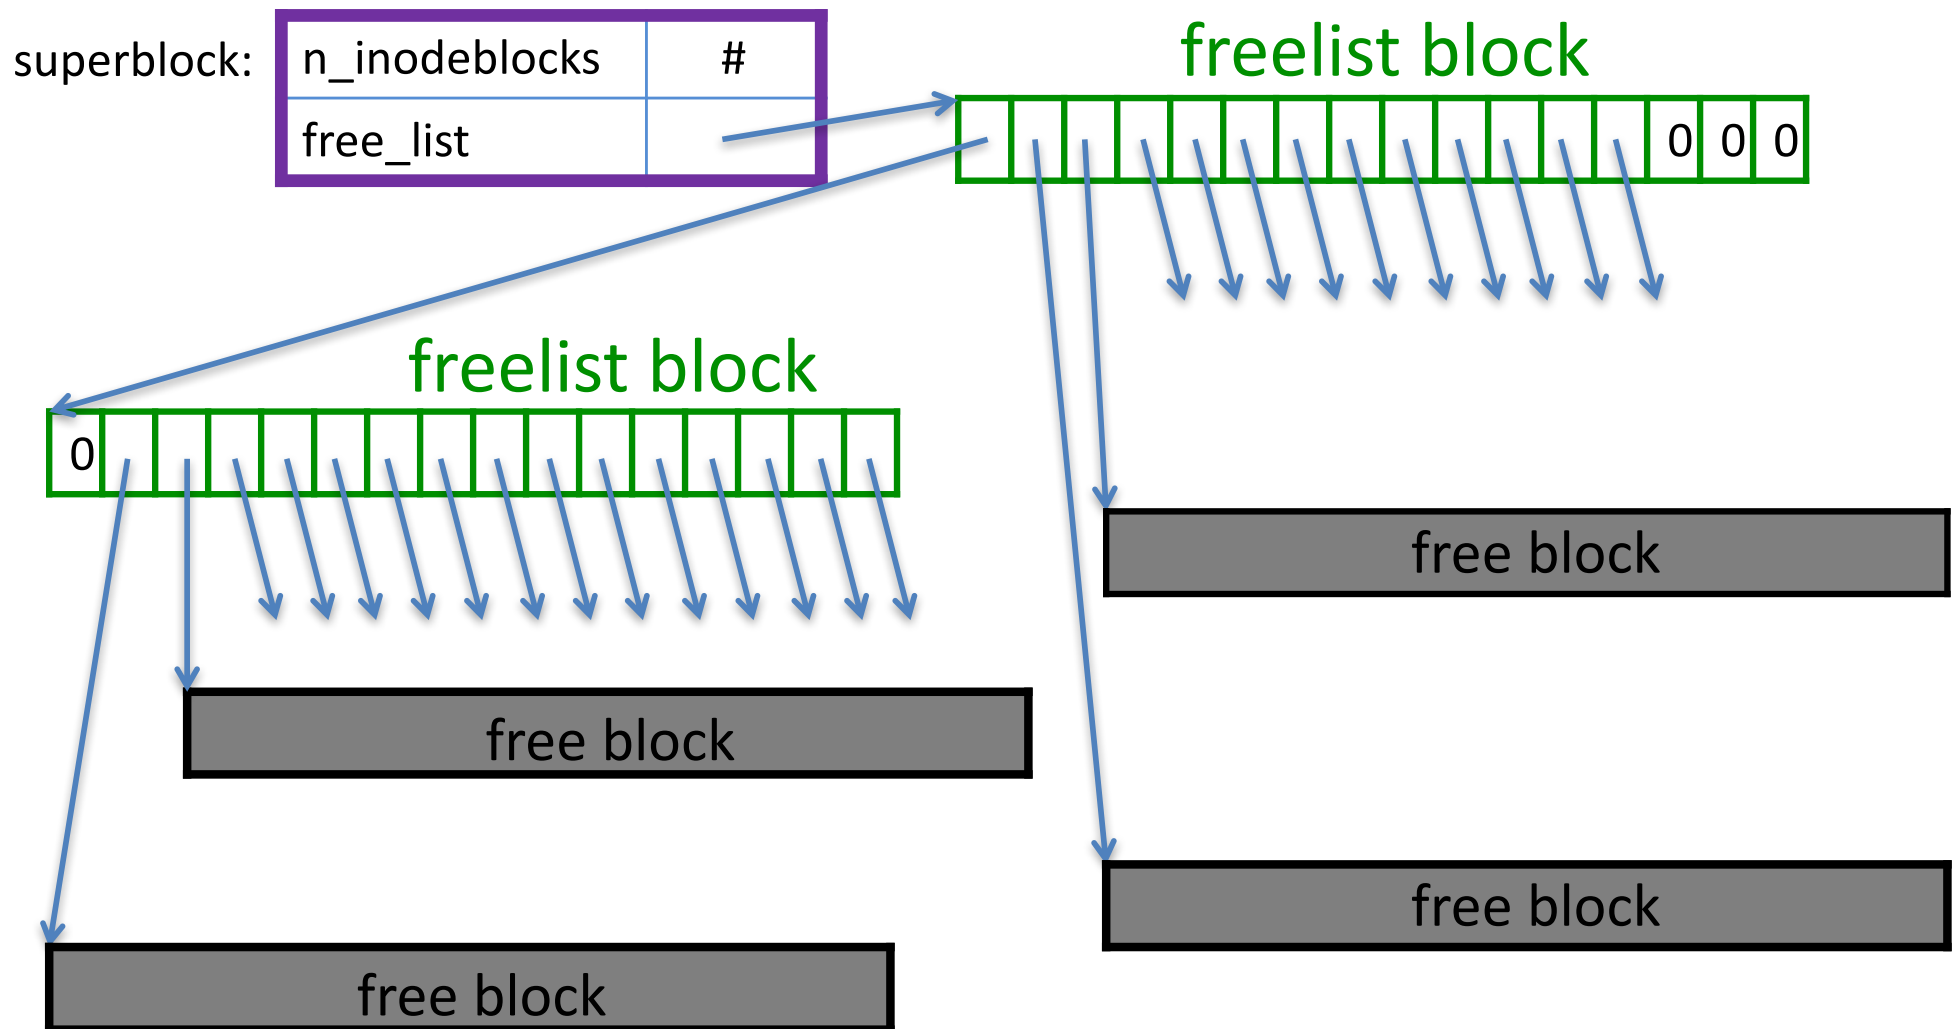 superblock:
n_inodeblocks #
free_list
freelist block
0 0 0
freelist block
0
free block
free block
free block
free block